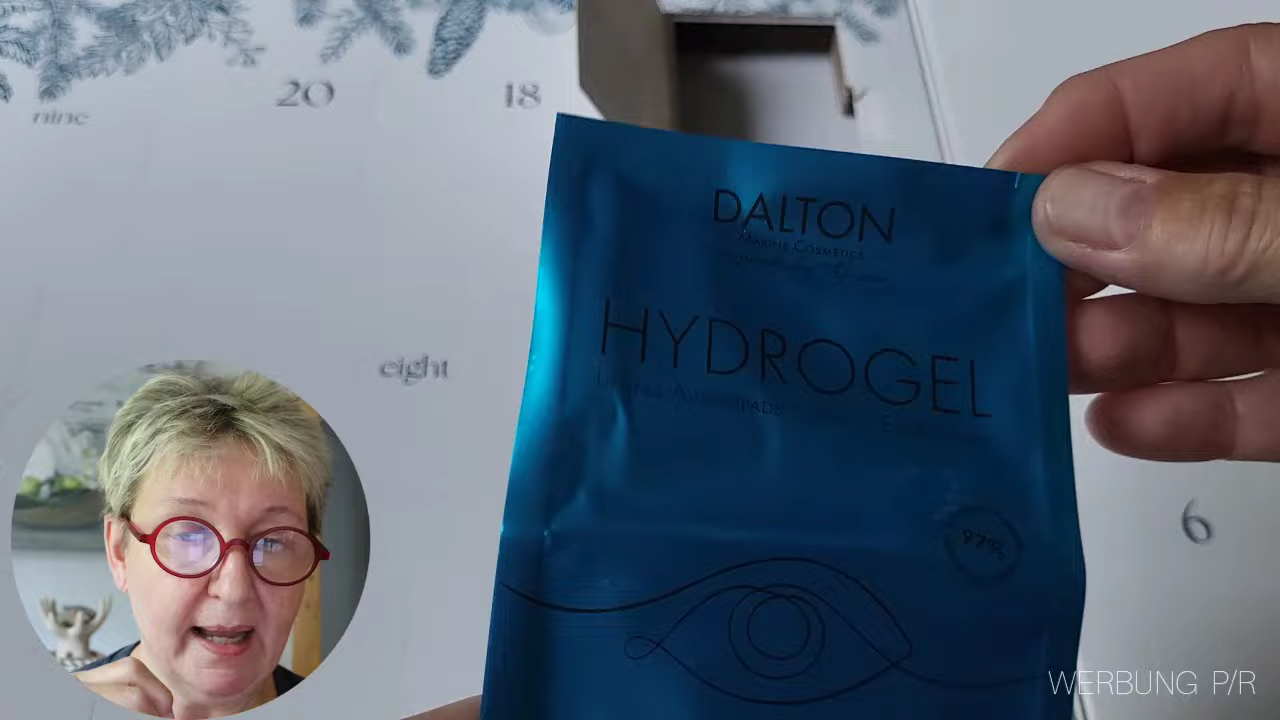 nine
20
18
DALTON
MARINE COSMETICS
HYDROGEL
PADS
eight
97%
6
WERBUNG P/R